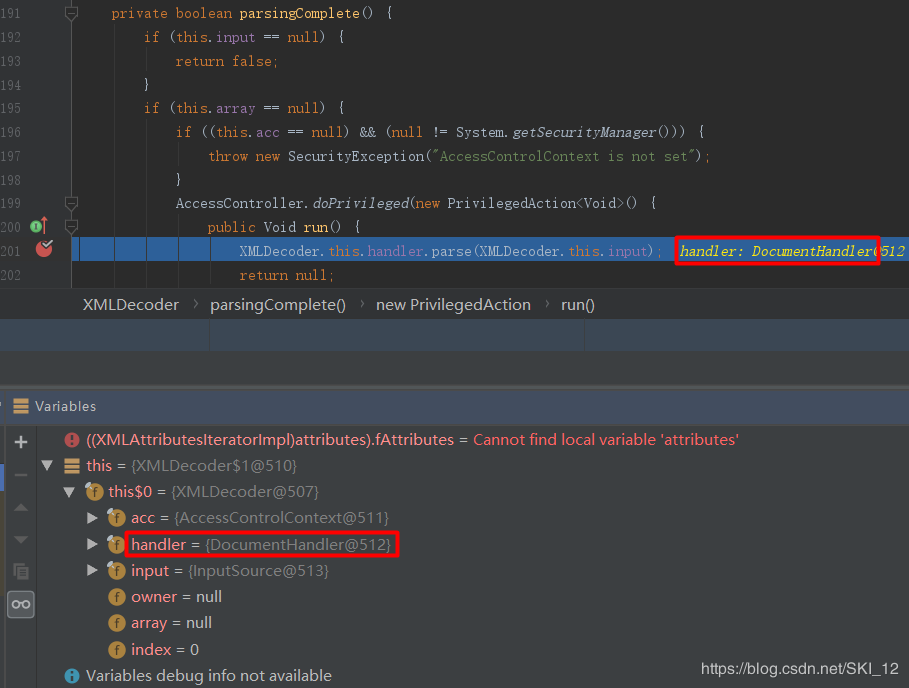 191 private boolean parsingComplete() {
192 if (this.input == null) {
193 return false;
194 }
195 if (this.array == null) {
196 if ((this.acc == null) && (null != System.getSecurityManager())) {
197 throw new SecurityException("AccessControlContext is not set");
198 }
199 AccessController.doPrivileged(new PrivilegedAction<Void>() {
200 public Void run() {
201 XMLDecoder.this.handler.parse(XMLDecoder.this.input); handler: DocumentHandler@512
202 return null;
XMLDecoder › parsingComplete() › new PrivilegedAction › run()
Variables
((XMLAttributesIteratorImpl)attributes).fAttributes = Cannot find local variable 'attributes'
this = {XMLDecoder$1@510}
this$0 = {XMLDecoder@507}
acc = {AccessControlContext@511}
handler = {DocumentHandler@512}
input = {InputSource@513}
owner = null
array = null
index = 0
Variables debug info not available
https://blog.csdn.net/SKI_12